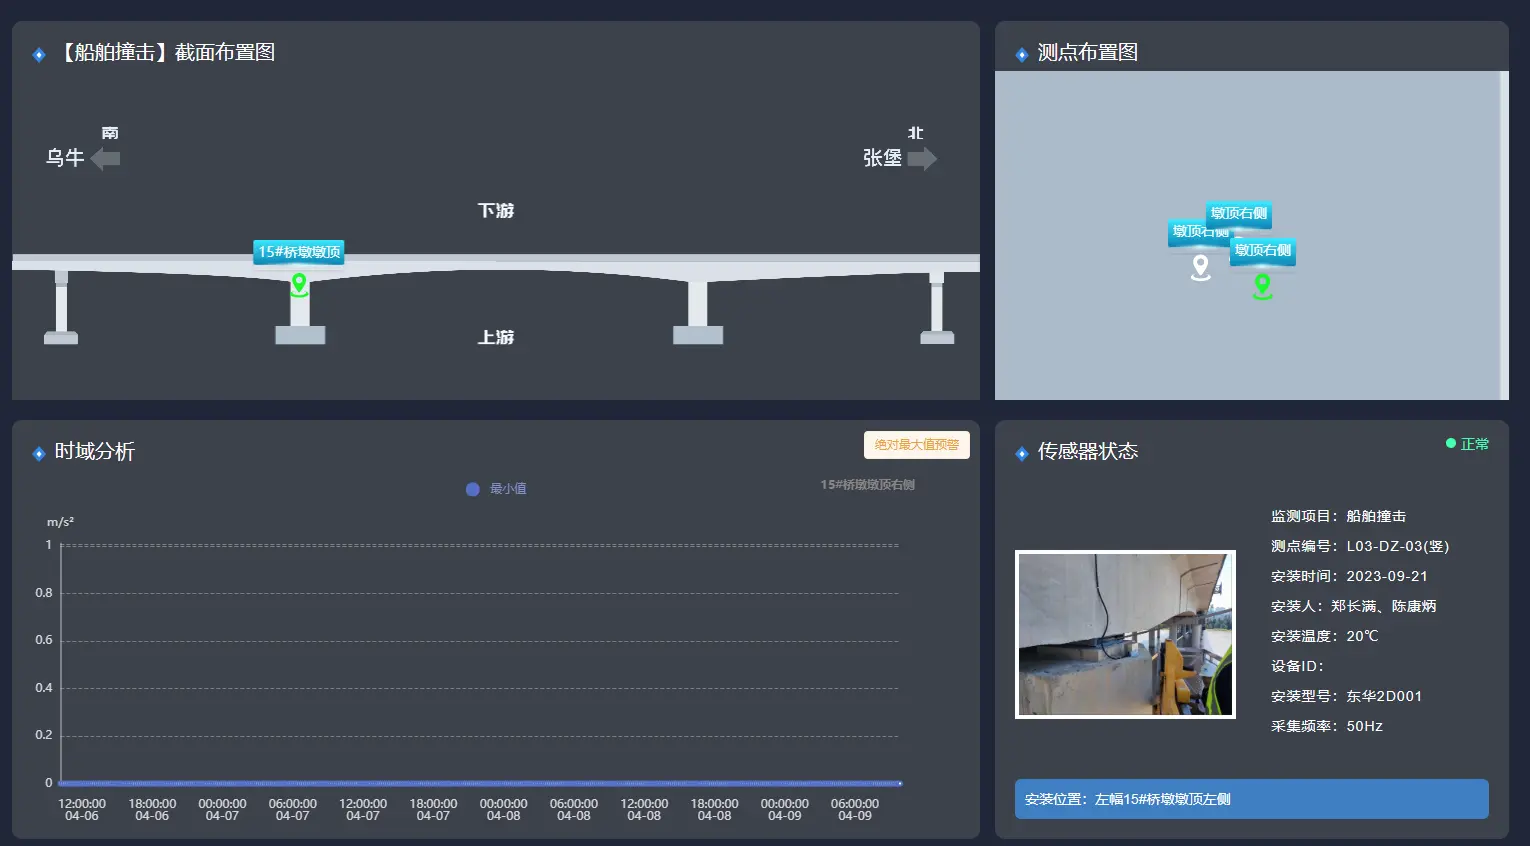 【船舶撞击】截面布置图
南
乌牛
北
张堡
下游
15#桥墩墩顶
上游
测点布置图
墩顶右侧
墩顶右侧
墩顶右侧
时域分析
绝对最大值预警
最小值
15#桥墩墩顶右侧
m/s²
1
0.8
0.6
0.4
0.2
0
12:00:00 18:00:00 00:00:00 06:00:00 12:00:00 18:00:00 00:00:00 06:00:00 12:00:00 18:00:00 00:00:00 06:00:00
04-06 04-06 04-07 04-07 04-07 04-07 04-08 04-08 04-08 04-08 04-09 04-09
传感器状态
正常
监测项目：船舶撞击
测点编号：L03-DZ-03(竖)
安装时间：2023-09-21
安装人：郑长满、陈康炳
安装温度：20℃
设备ID：
安装型号：东华2D001
采集频率：50Hz
安装位置：左幅15#桥墩墩顶左侧